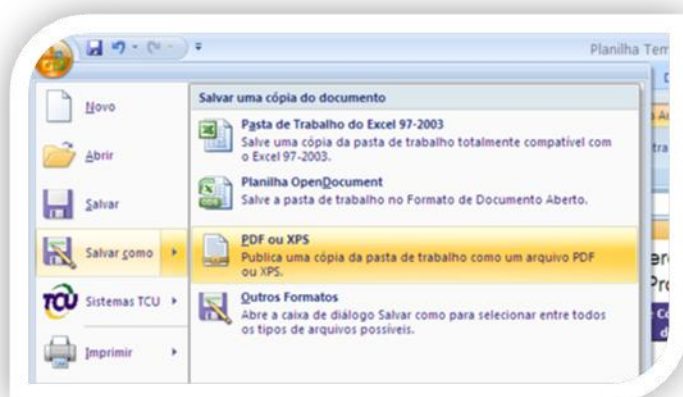 Planilha Tem
Novo
Abrir
Salvar
Salvar como
TCU Sistemas TCU
Imprimir
Salvar uma cópia do documento
Pasta de Trabalho do Excel 97-2003
Salve uma cópia da pasta de trabalho totalmente compatível com
o Excel 97-2003.
Planilha OpenDocument
Salve a pasta de trabalho no Formato de Documento Aberto.
PDF ou XPS
Publica uma cópia da pasta de trabalho como um arquivo PDF
ou XPS.
Outros Formatos
Abre a caixa de diálogo Salvar como para selecionar entre todos
os tipos de arquivos possíveis.